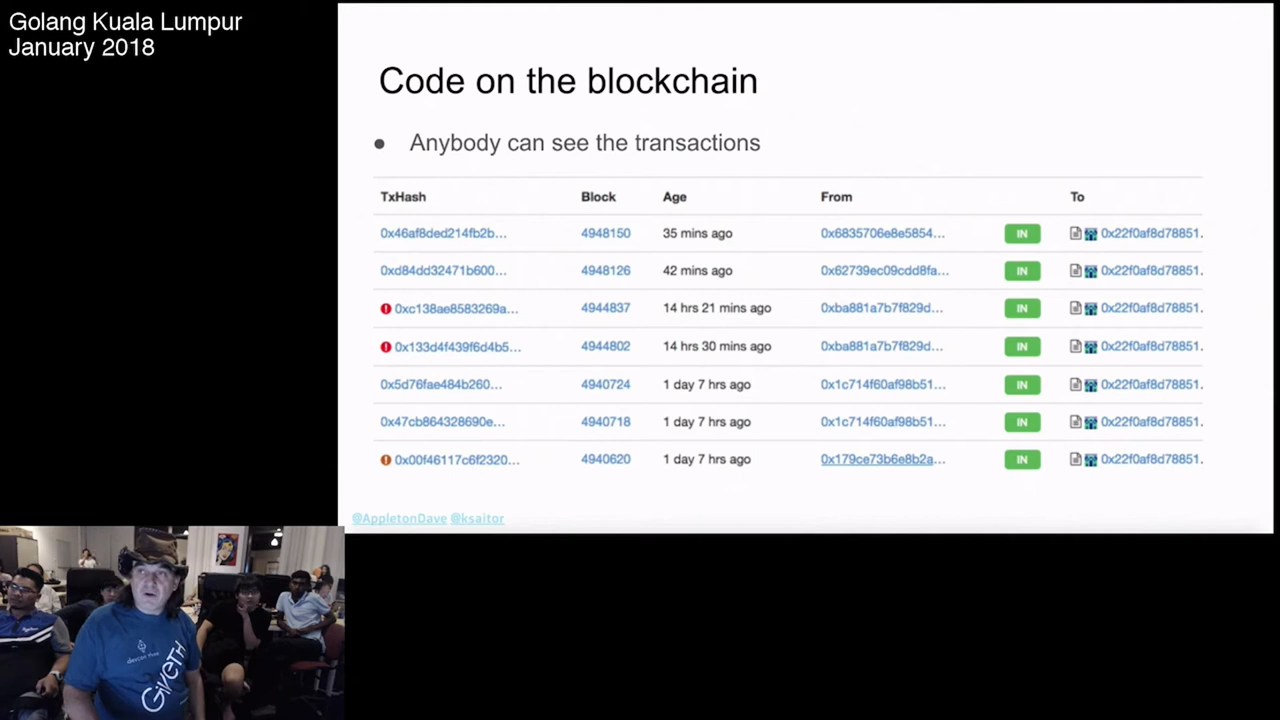 Golang Kuala Lumpur
January 2018
Code on the blockchain
● Anybody can see the transactions
TxHash Block Age From To
0x46af8ded214fb2b... 4948150 35 mins ago 0x6835706e8e5854... IN 0x22f0af8d78851.
0xd84dd32471b600... 4948126 42 mins ago 0x62739ec09cdd8fa... IN 0x22f0af8d78851.
0xc138ae8583269a... 4944837 14 hrs 21 mins ago 0xba881a7b7f829d... IN 0x22f0af8d78851.
0x133d4f439f6d4b5... 4944802 14 hrs 30 mins ago 0xba881a7b7f829d... IN 0x22f0af8d78851.
0x5d76fae484b260... 4940724 1 day 7 hrs ago 0x1c714f60af98b51... IN 0x22f0af8d78851.
0x47cb864328690e... 4940718 1 day 7 hrs ago 0x1c714f60af98b51... IN 0x22f0af8d78851.
0x00f46117c6f2320... 4940620 1 day 7 hrs ago 0x179ce73b6e8b2a... IN 0x22f0af8d78851.
@AppletonDave @ksaitor
devcon three
GIVETH